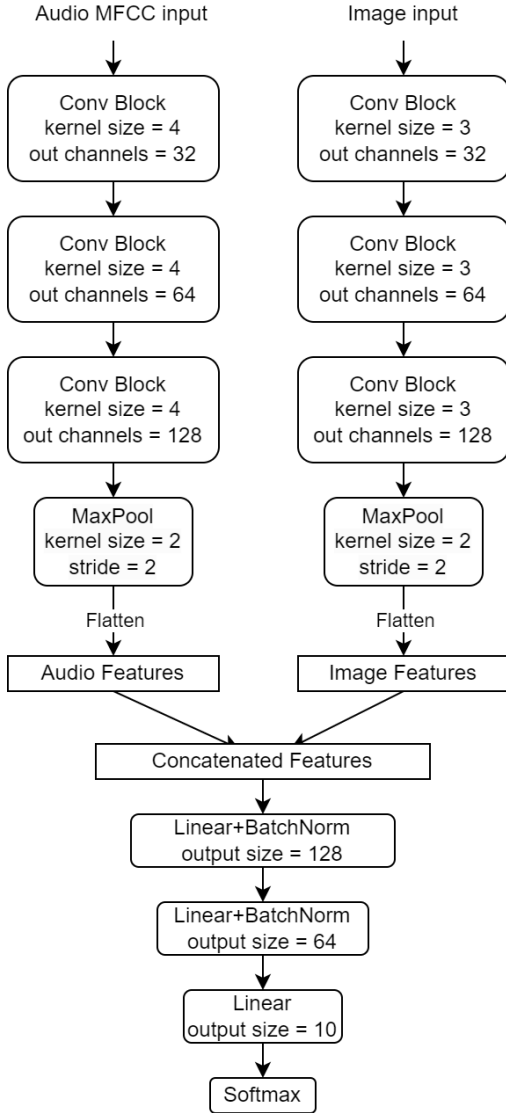 Audio MFCC input
Conv Block
kernel size = 4
out channels = 32
Conv Block
kernel size = 4
out channels = 64
Conv Block
kernel size = 4
out channels = 128
MaxPool
kernel size = 2
stride = 2
Flatten
Audio Features
Image input
Conv Block
kernel size = 3
out channels = 32
Conv Block
kernel size = 3
out channels = 64
Conv Block
kernel size = 3
out channels = 128
MaxPool
kernel size = 2
stride = 2
Flatten
Image Features
Concatenated Features
Linear+BatchNorm
output size = 128
Linear+BatchNorm
output size = 64
Linear
output size = 10
Softmax